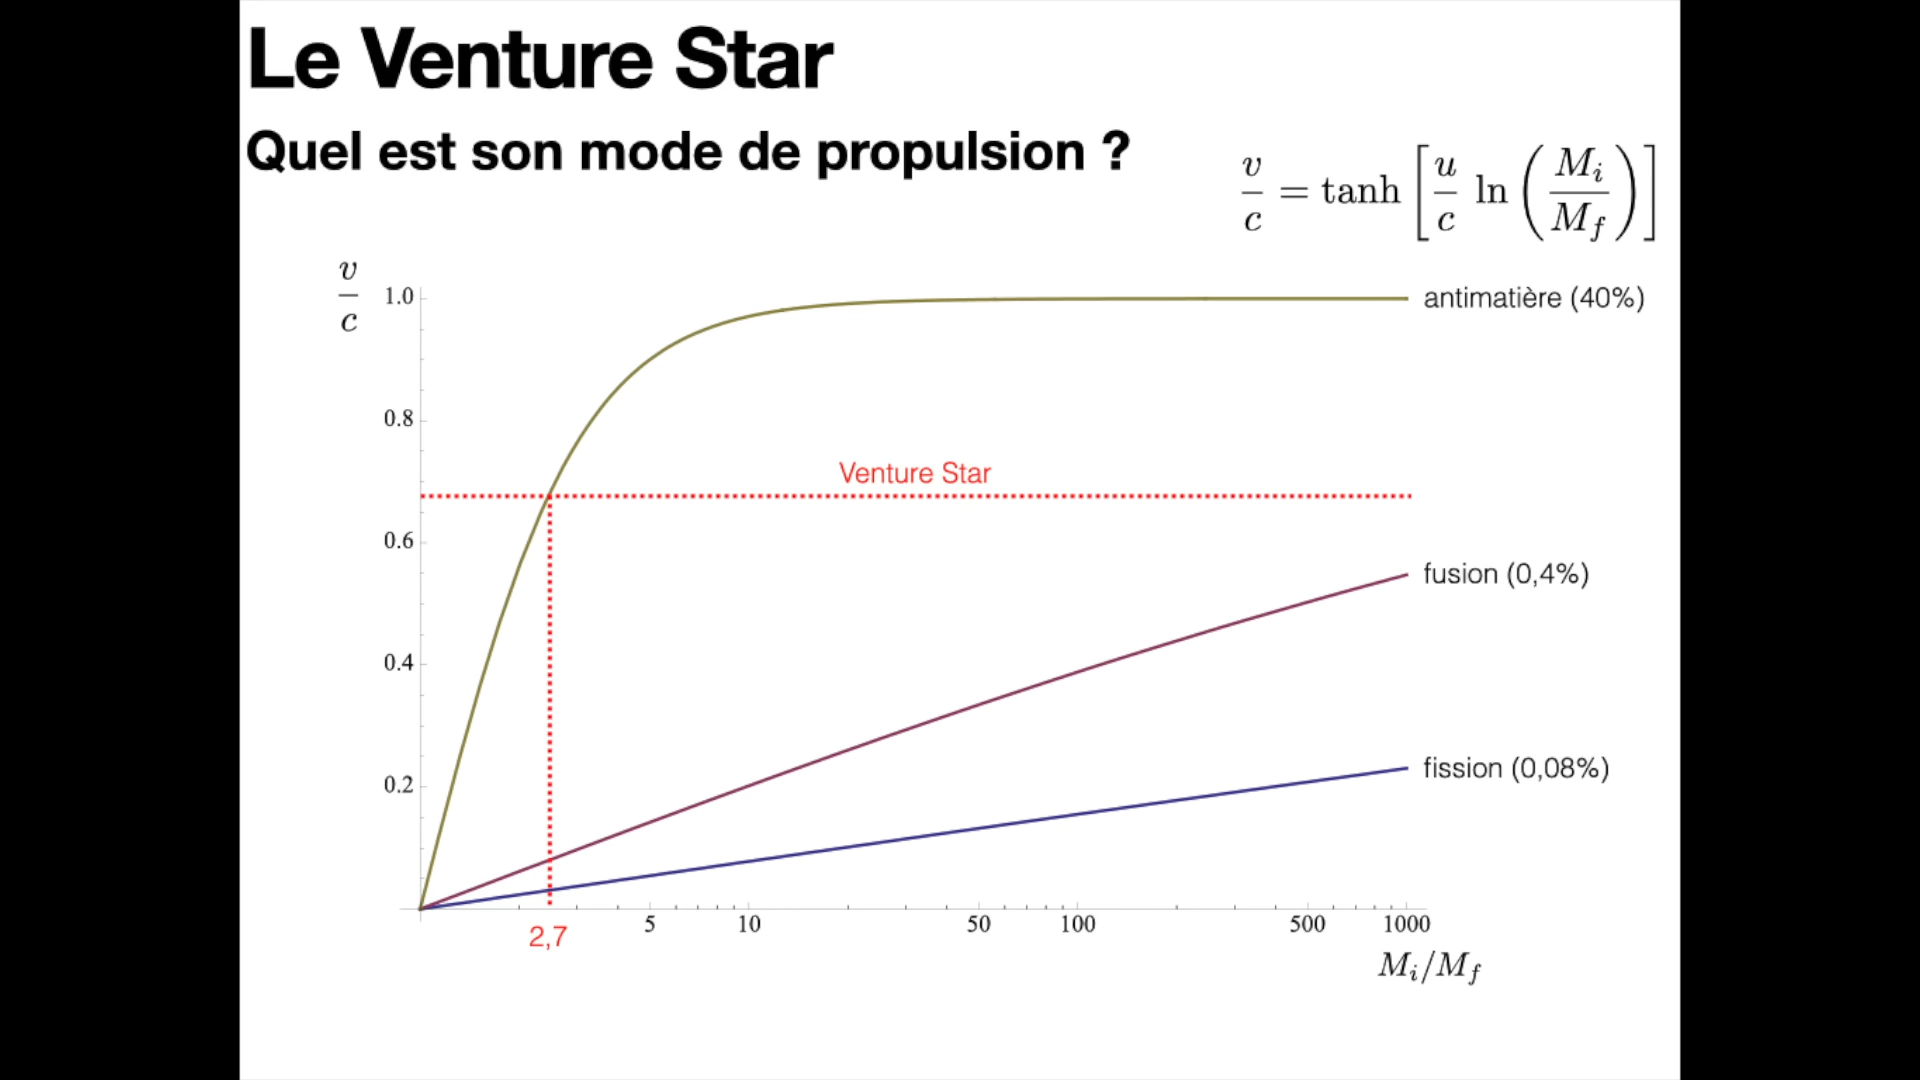 Le Venture Star
Quel est son mode de propulsion ?
v/c = tanh [ u/c ln ( M_i / M_f ) ]
v/c
1.0
antimatière (40%)
0.8
Venture Star
0.6
fusion (0,4%)
0.4
fission (0,08%)
0.2
2,7
5
10
50
100
500
1000
M_i/M_f